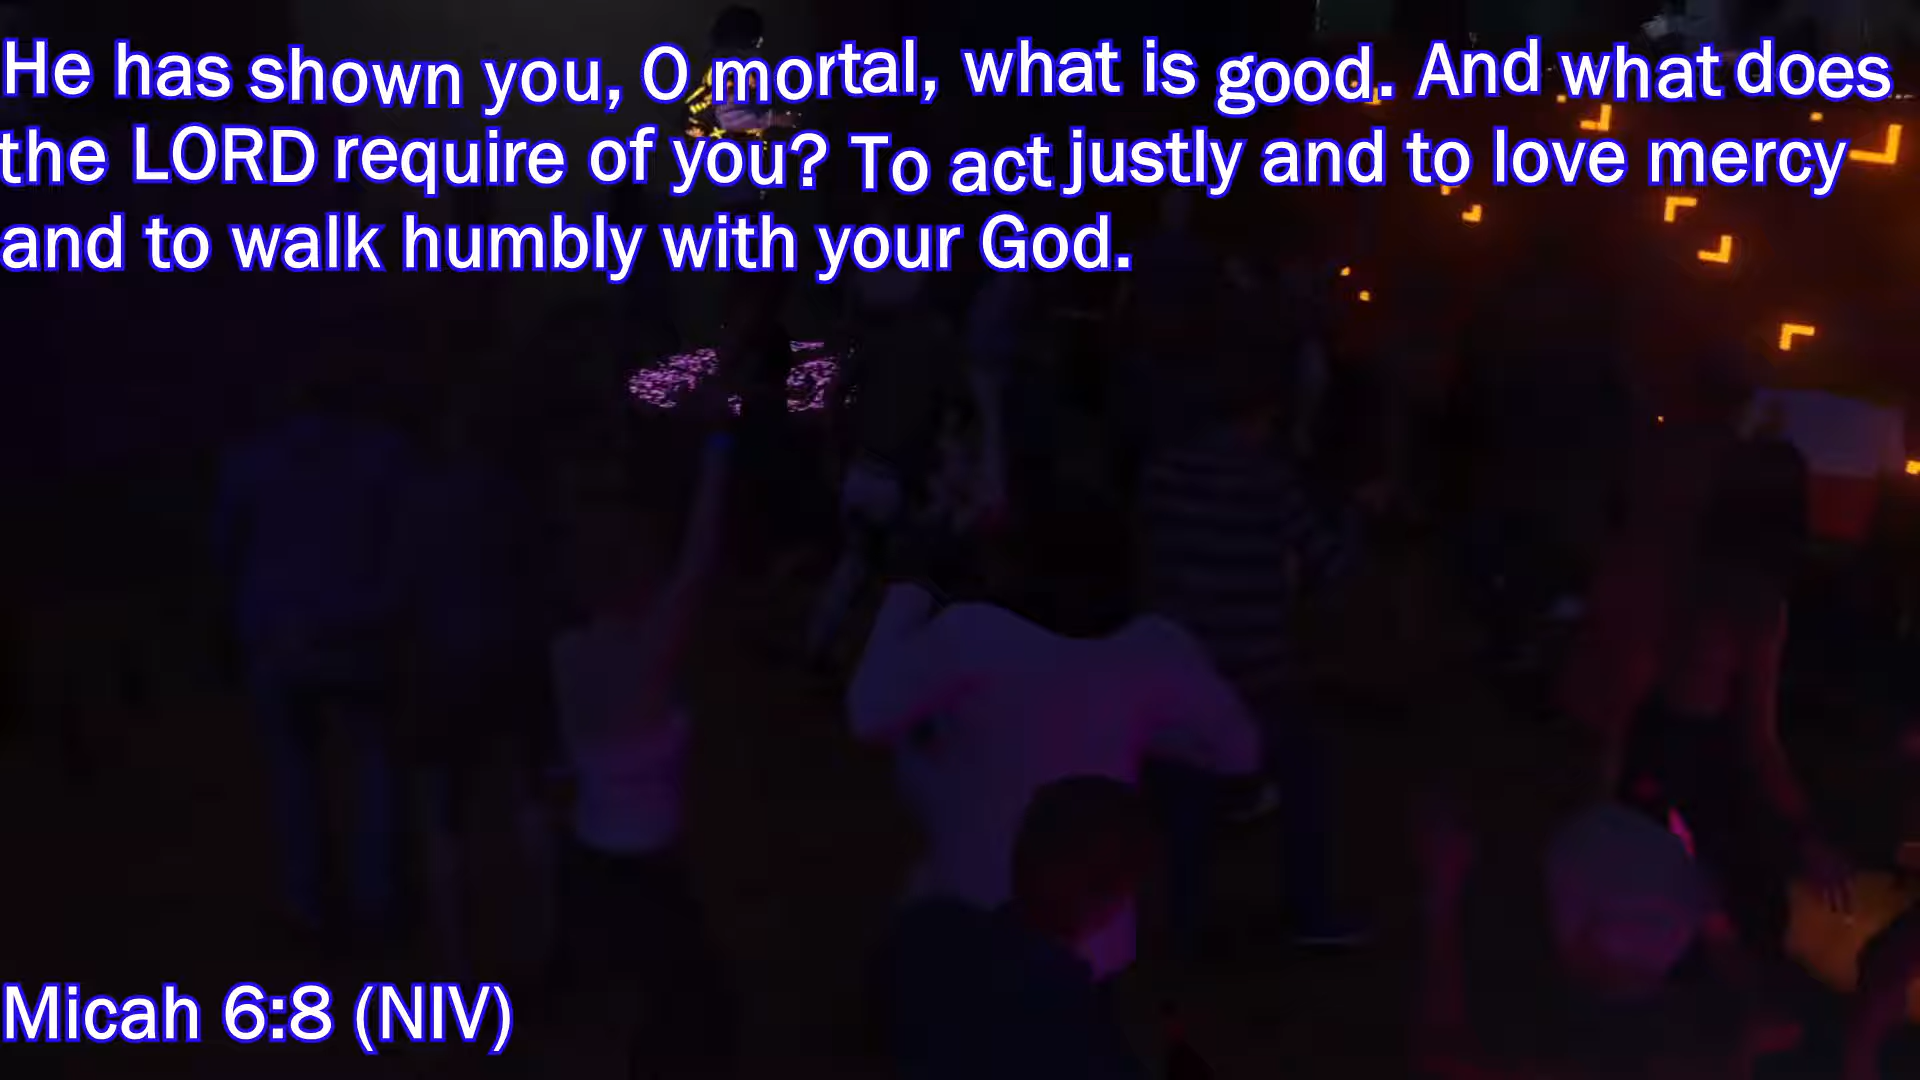 He has shown you, O mortal, what is good. And what does
the LORD require of you? To act justly and to love mercy
and to walk humbly with your God.
Micah 6:8 (NIV)